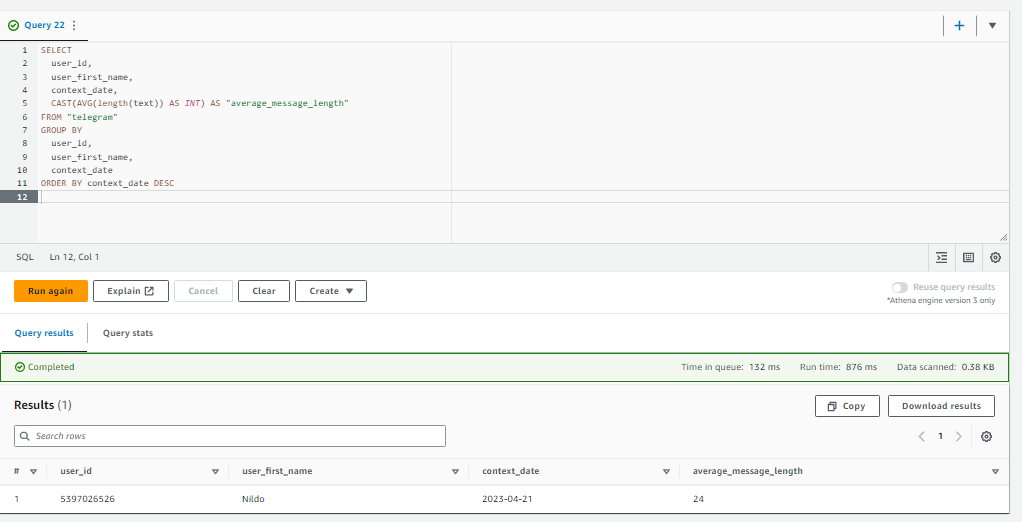 Query 22
1 SELECT
2 user_id,
3 user_first_name,
4 context_date,
5 CAST(AVG(length(text)) AS INT) AS "average_message_length"
6 FROM "telegram"
7 GROUP BY
8 user_id,
9 user_first_name,
10 context_date
11 ORDER BY context_date DESC
12
SQL Ln 12, Col 1
Run again Explain Cancel Clear Create Reuse query results
*Athena engine version 3 only
Query results Query stats
Completed Time in queue: 132 ms Run time: 876 ms Data scanned: 0.38 KB
Results (1) Copy Download results
Search rows 1
# user_id user_first_name context_date average_message_length
1 5397026526 Nildo 2023-04-21 24